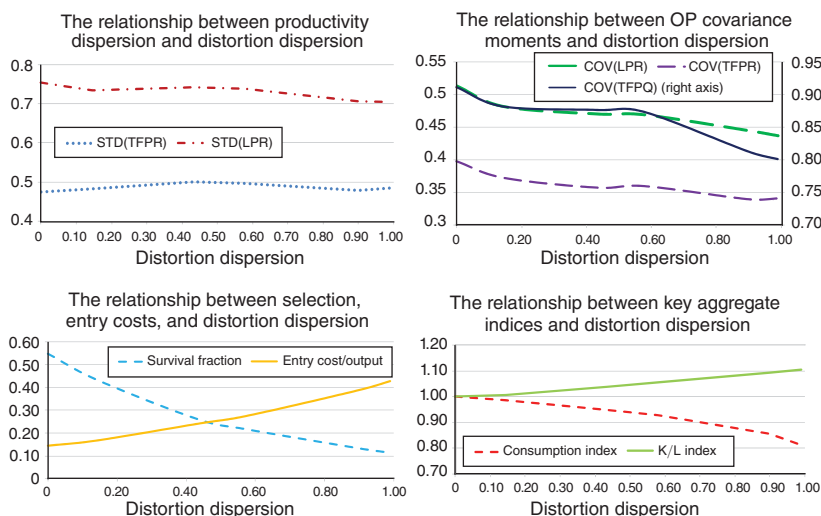 The relationship between productivity
dispersion and distortion dispersion
0.8
0.7
0.6
0.5
0.4
STD(TFPR) STD(LPR)
0 0.10 0.20 0.30 0.40 0.50 0.60 0.70 0.80 0.90 1.00
Distortion dispersion
The relationship between OP covariance
moments and distortion dispersion
0.55
0.5
0.45
0.4
0.35
0.3
COV(LPR) COV(TFPR)
COV(TFPQ) (right axis)
0.95
0.90
0.85
0.80
0.75
0.70
0 0.20 0.40 0.60 0.80 1.00
Distortion dispersion
The relationship between selection,
entry costs, and distortion dispersion
0.60
0.50
0.40
0.30
0.20
0.10
0
Survival fraction Entry cost/output
0.00 0.20 0.40 0.60 0.80 1.00
Distortion dispersion
The relationship between key aggregate
indices and distortion dispersion
1.20
1.10
1.00
0.90
0.80
0.70
Consumption index K/L index
0.00 0.10 0.20 0.30 0.40 0.50 0.60 0.70 0.80 0.90 1.00
Distortion dispersion